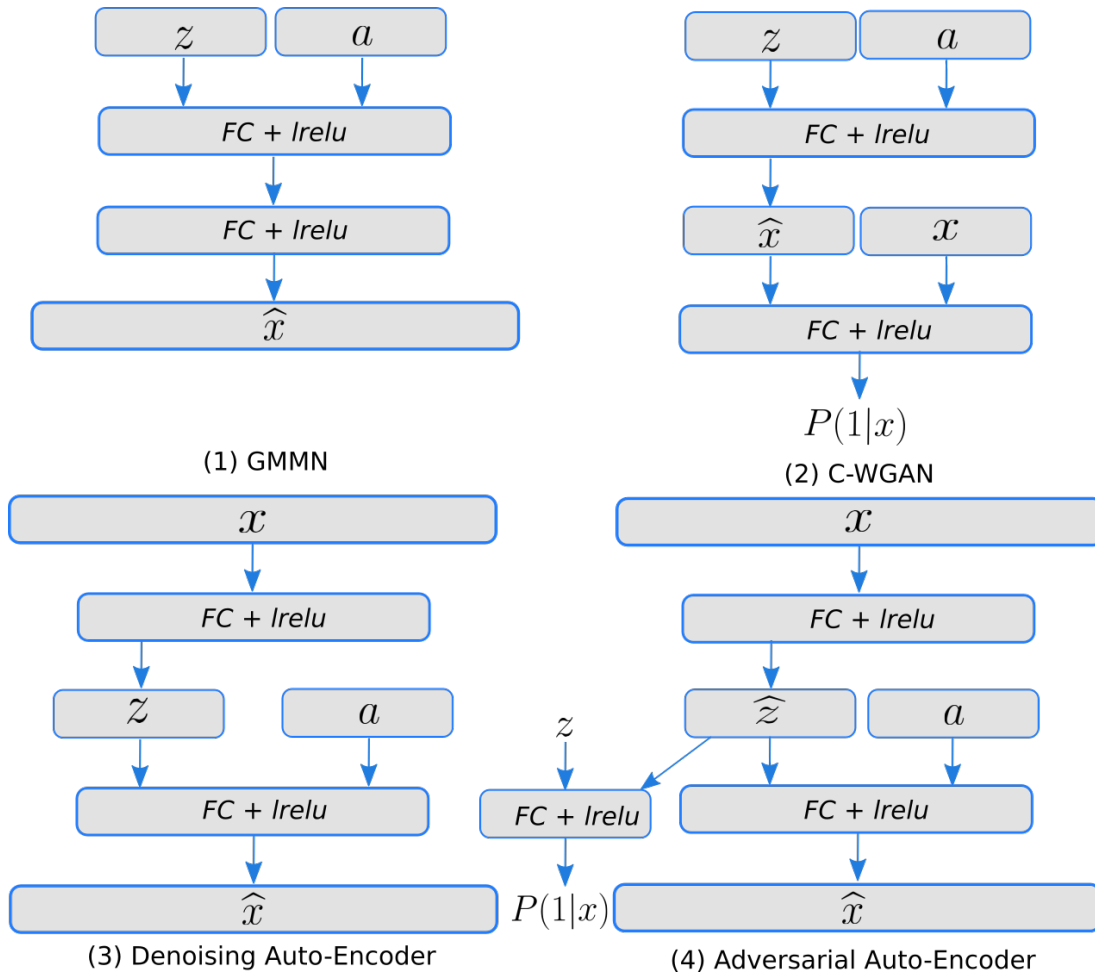 z a
FC + lrelu
FC + lrelu
x̂
(1) GMMN
z a
FC + lrelu
x̂ x
FC + lrelu
P(1|x)
(2) C-WGAN
x
FC + lrelu
z a
FC + lrelu
x̂
(3) Denoising Auto-Encoder
x
FC + lrelu
ẑ a
z
FC + lrelu
FC + lrelu
P(1|x)
x̂
(4) Adversarial Auto-Encoder